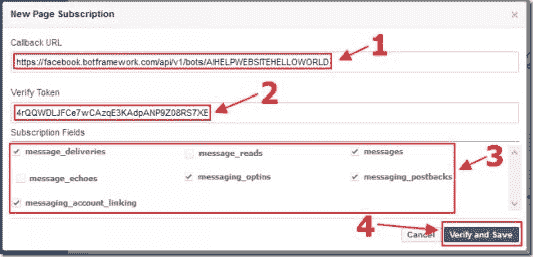 New Page Subscription
Callback URL
1
https://facebook.botframework.com/api/v1/bots/AIHELPWEBSITEHELLOWORLD
Verify Token
2
4rQQWDLJFCe7wCAzqE3KAdpANP9Z08RS7XE
Subscription Fields
message_deliveries message_reads messages
message_echoes messaging_optins messaging_postbacks
3
messaging_account_linking
4
Cancel Verify and Save